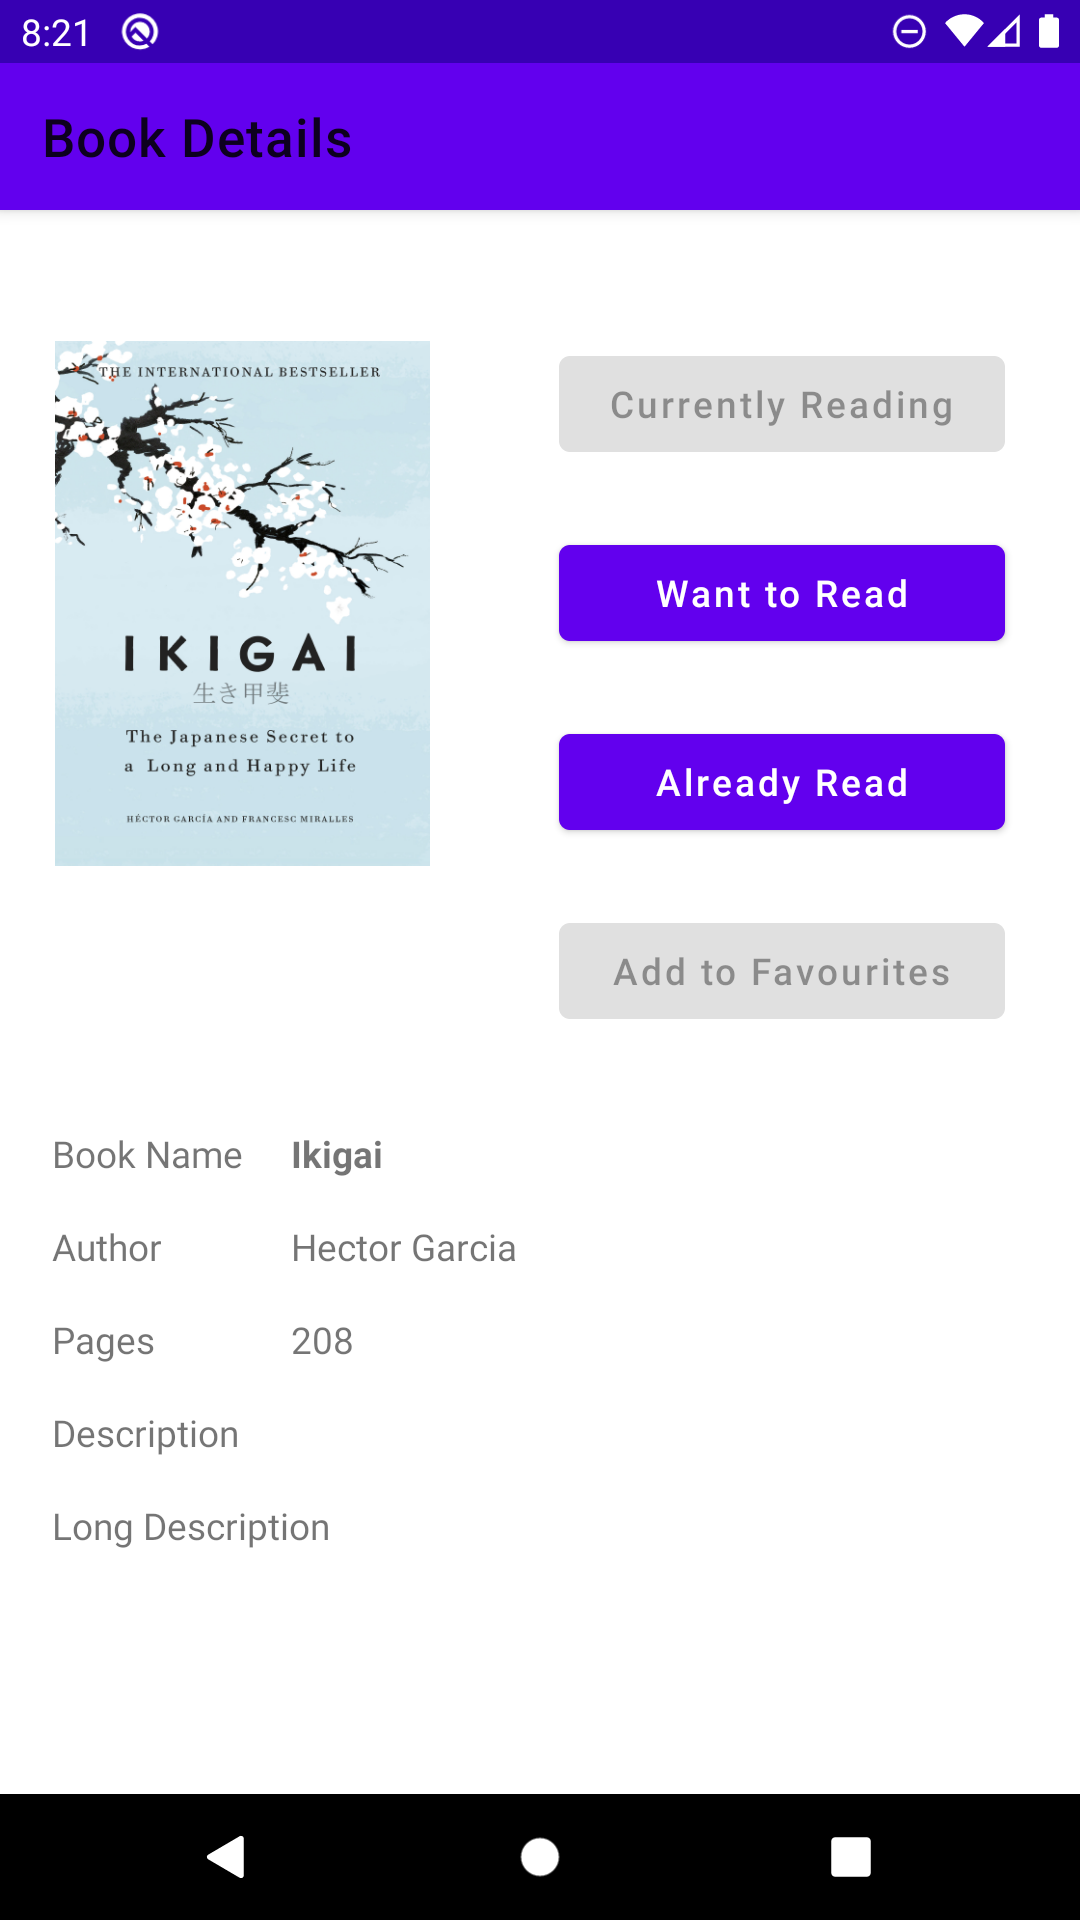 8:21
Book Details
THE INTERNATIONAL BESTSELLER
IKIGAI
生き甲斐
The Japanese Secret to
a Long and Happy Life
HÉCTOR GARCÍA AND FRANCESC MIRALLES
Currently Reading
Want to Read
Already Read
Add to Favourites
Book Name Ikigai
Author Hector Garcia
Pages 208
Description
Long Description